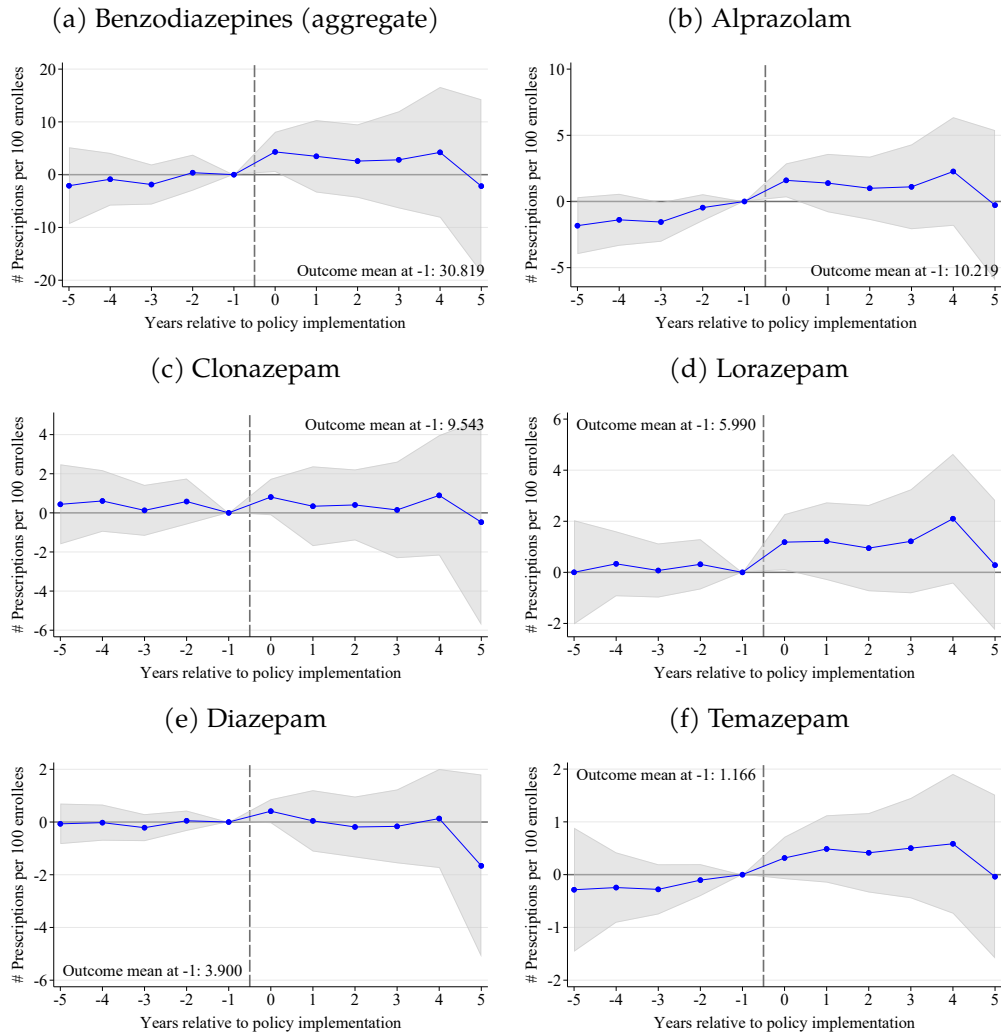 (a) Benzodiazepines (aggregate)
# Prescriptions per 100 enrollees
20
10
0
-10
-20
Outcome mean at -1: 30.819
-5 -4 -3 -2 -1 0 1 2 3 4 5
Years relative to policy implementation
(b) Alprazolam
# Prescriptions per 100 enrollees
10
5
0
-5
Outcome mean at -1: 10.219
-5 -4 -3 -2 -1 0 1 2 3 4 5
Years relative to policy implementation
(c) Clonazepam
# Prescriptions per 100 enrollees
Outcome mean at -1: 9.543
4
2
0
-2
-4
-6
-5 -4 -3 -2 -1 0 1 2 3 4 5
Years relative to policy implementation
(d) Lorazepam
# Prescriptions per 100 enrollees
6
Outcome mean at -1: 5.990
4
2
0
-2
-5 -4 -3 -2 -1 0 1 2 3 4 5
Years relative to policy implementation
(e) Diazepam
# Prescriptions per 100 enrollees
2
0
-2
-4
Outcome mean at -1: 3.900
-6
-5 -4 -3 -2 -1 0 1 2 3 4 5
Years relative to policy implementation
(f) Temazepam
# Prescriptions per 100 enrollees
2
Outcome mean at -1: 1.166
1
0
-1
-2
-5 -4 -3 -2 -1 0 1 2 3 4 5
Years relative to policy implementation